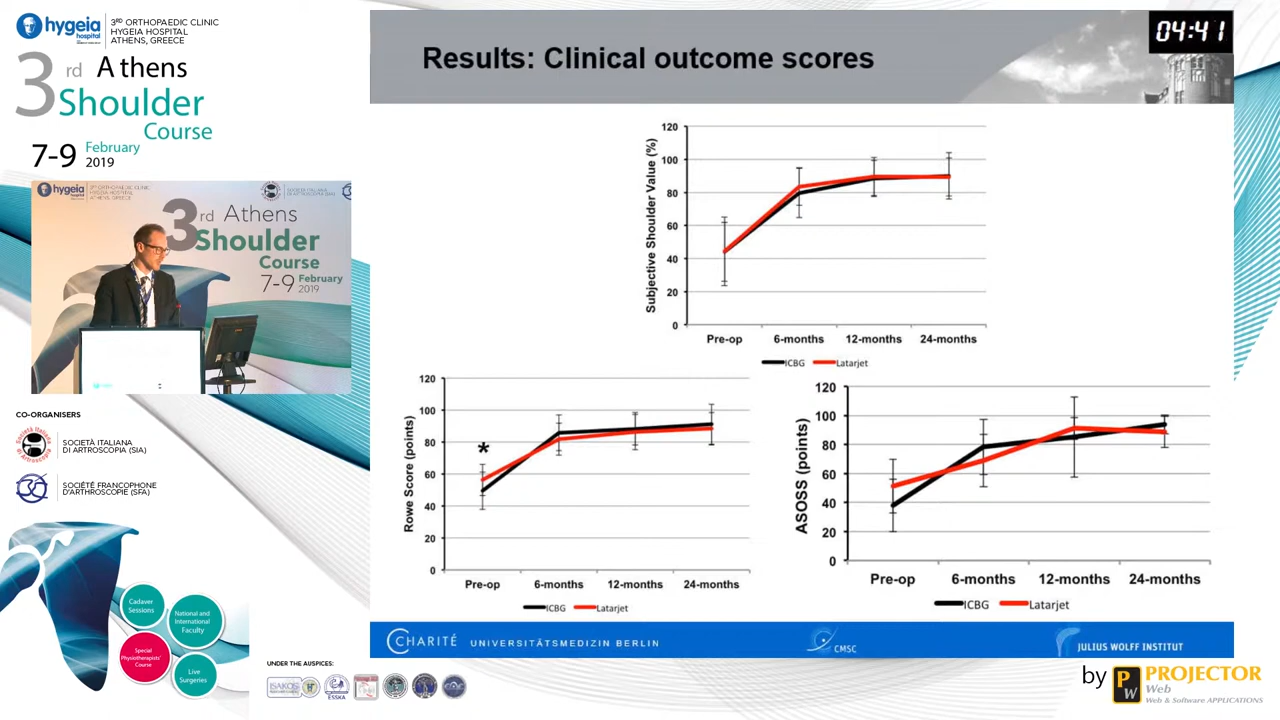 hygeia
hospital
3RD ORTHOPAEDIC CLINIC
HYGEIA HOSPITAL
ATHENS, GREECE
3rd Athens
Shoulder
Course
7-9 February
2019
hygeia
3rd Athens
Shoulder
Course
7-9 February
2019
CO-ORGANISERS
SOCIETÀ ITALIANA
DI ARTROSCOPIA (SIA)
SOCIÉTÉ FRANCOPHONE
D'ARTHROSCOPIE (SFA)
Cadaver
Sessions
National and
International
Faculty
Special
Physiotherapists'
Course
Live
Surgeries
UNDER THE AUSPICES:
ISAKOS
ESSKA
Results: Clinical outcome scores
04:41
Subjective Shoulder Value (%)
120
100
80
60
40
20
0
Pre-op 6-months 12-months 24-months
ICBG Latarjet
Rowe Score (points)
120
100
80
60
40
20
0
*
Pre-op 6-months 12-months 24-months
ICBG Latarjet
ASOSS (points)
120
100
80
60
40
20
0
Pre-op 6-months 12-months 24-months
ICBG Latarjet
CHARITÉ UNIVERSITÄTSMEDIZIN BERLIN
CMSC
JULIUS WOLFF INSTITUT
by PW PROJECTOR
Web
Web & Software APPLICATIONS